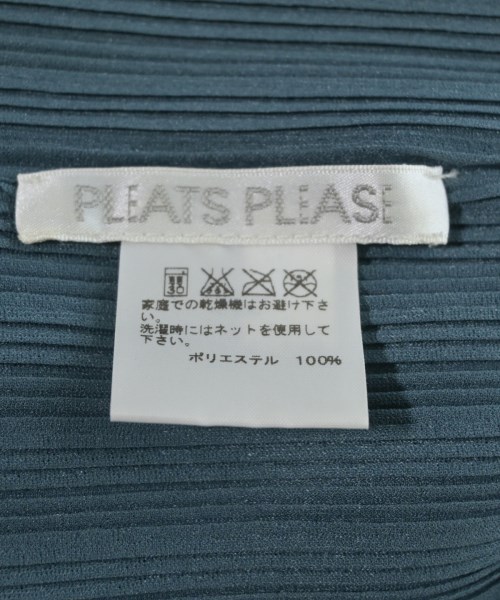 PLEATS PLEASE
家庭での乾燥機はお避け下さ
い。
洗濯時にはネットを使用して
下さい。
ポリエステル 100%